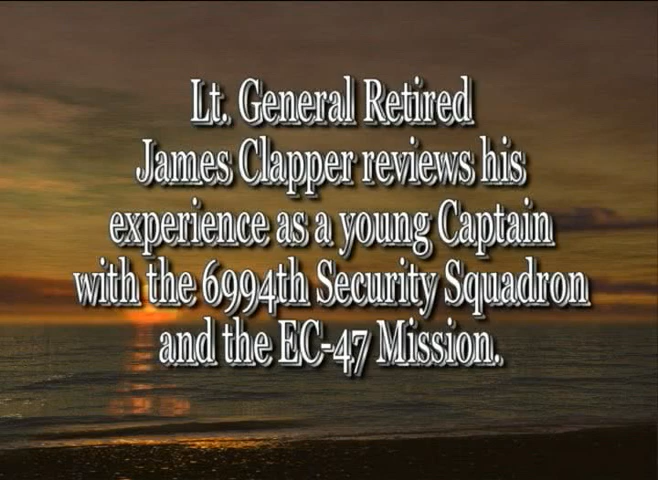 Lt. General Retired
James Clapper reviews his
experience as a young Captain
with the 6994th Security Squadron
and the EC-47 Mission.